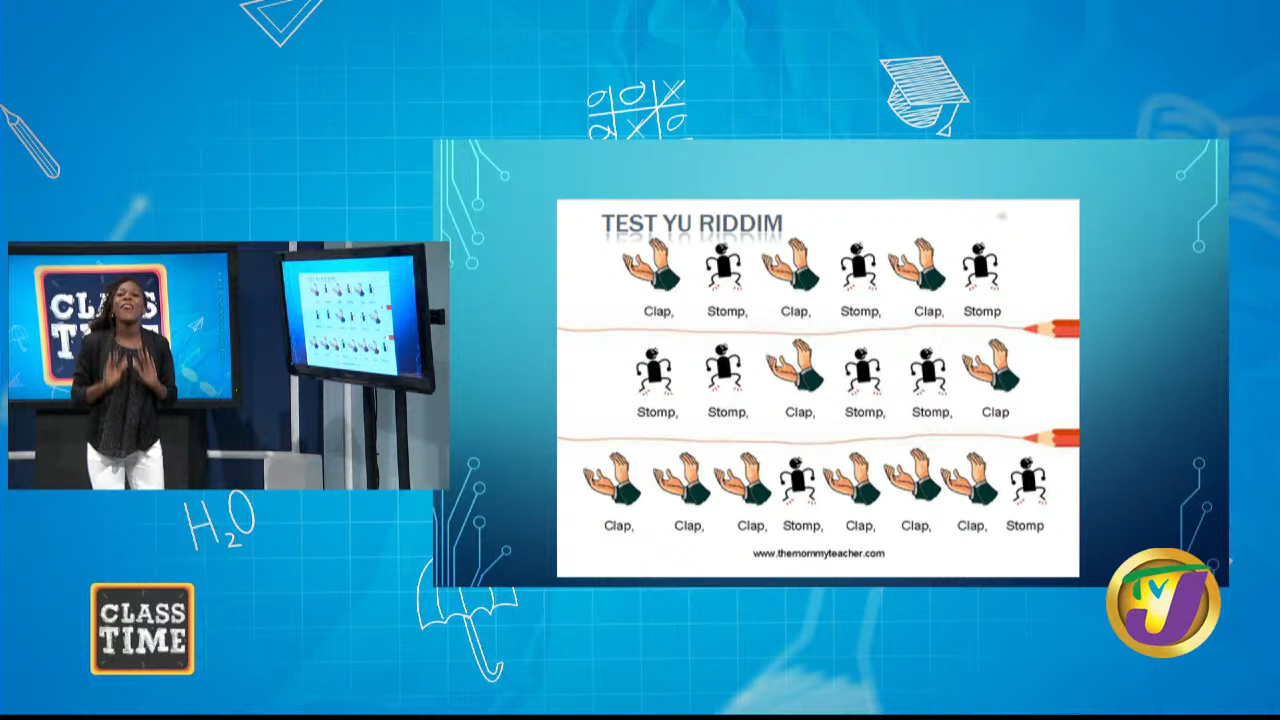 TEST YU RIDDIM
Clap, Stomp, Clap, Stomp, Clap, Stomp
Stomp, Stomp, Clap, Stomp, Stomp, Clap
Clap, Clap, Clap, Stomp, Clap, Clap, Clap, Stomp
www.themommyteacher.com
CLASS
TIME
H₂O
CLASS
TIME
TVJ